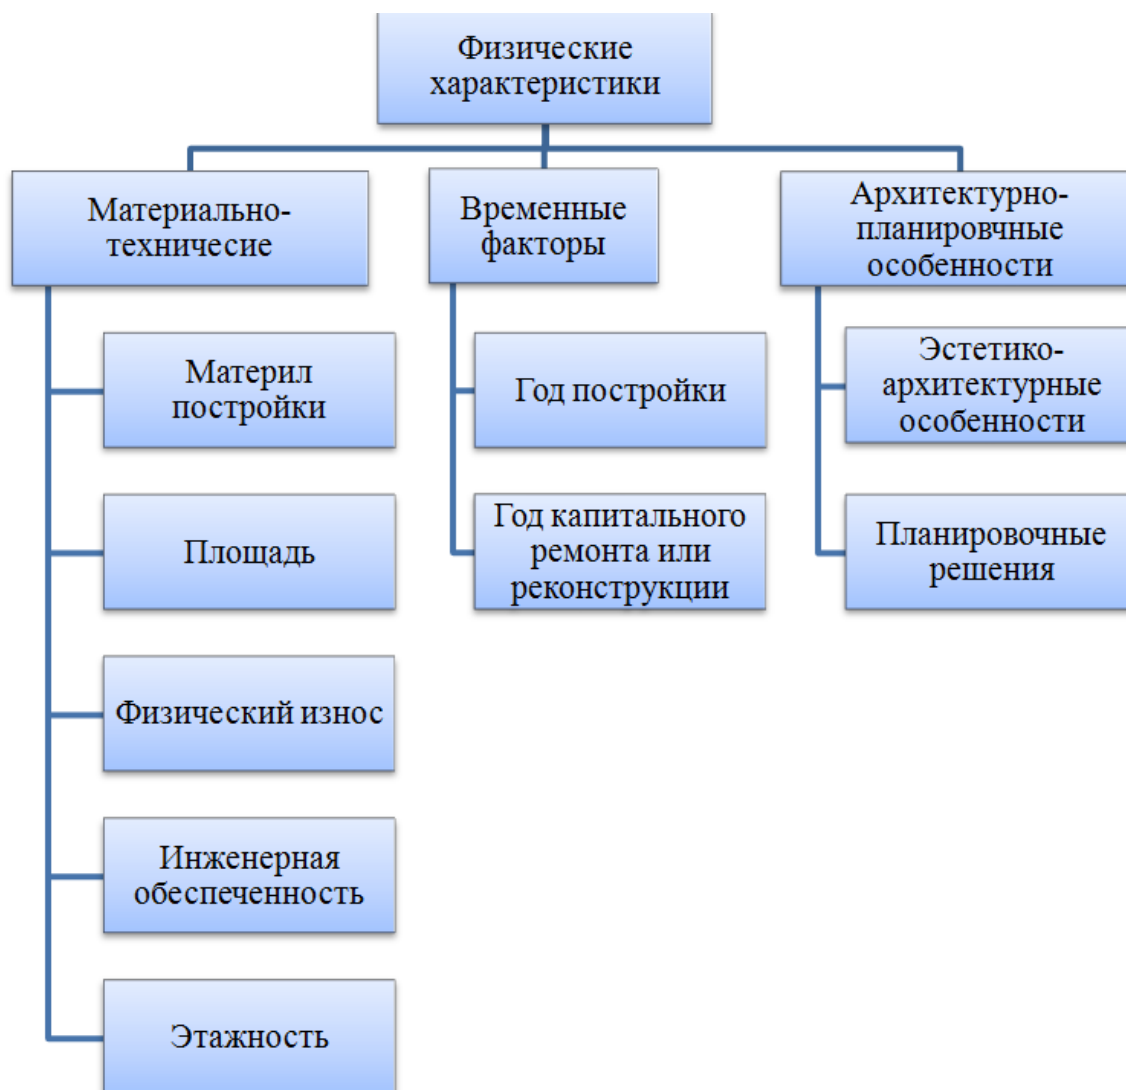 Физические
характеристики
Материально-
техничесие
Материл
постройки
Площадь
Физический износ
Инженерная
обеспеченность
Этажность
Временные
факторы
Год постройки
Год капитального
ремонта или
реконструкции
Архитектурно-
планировчные
особенности
Эстетико-
архитектурные
особенности
Планировочные
решения